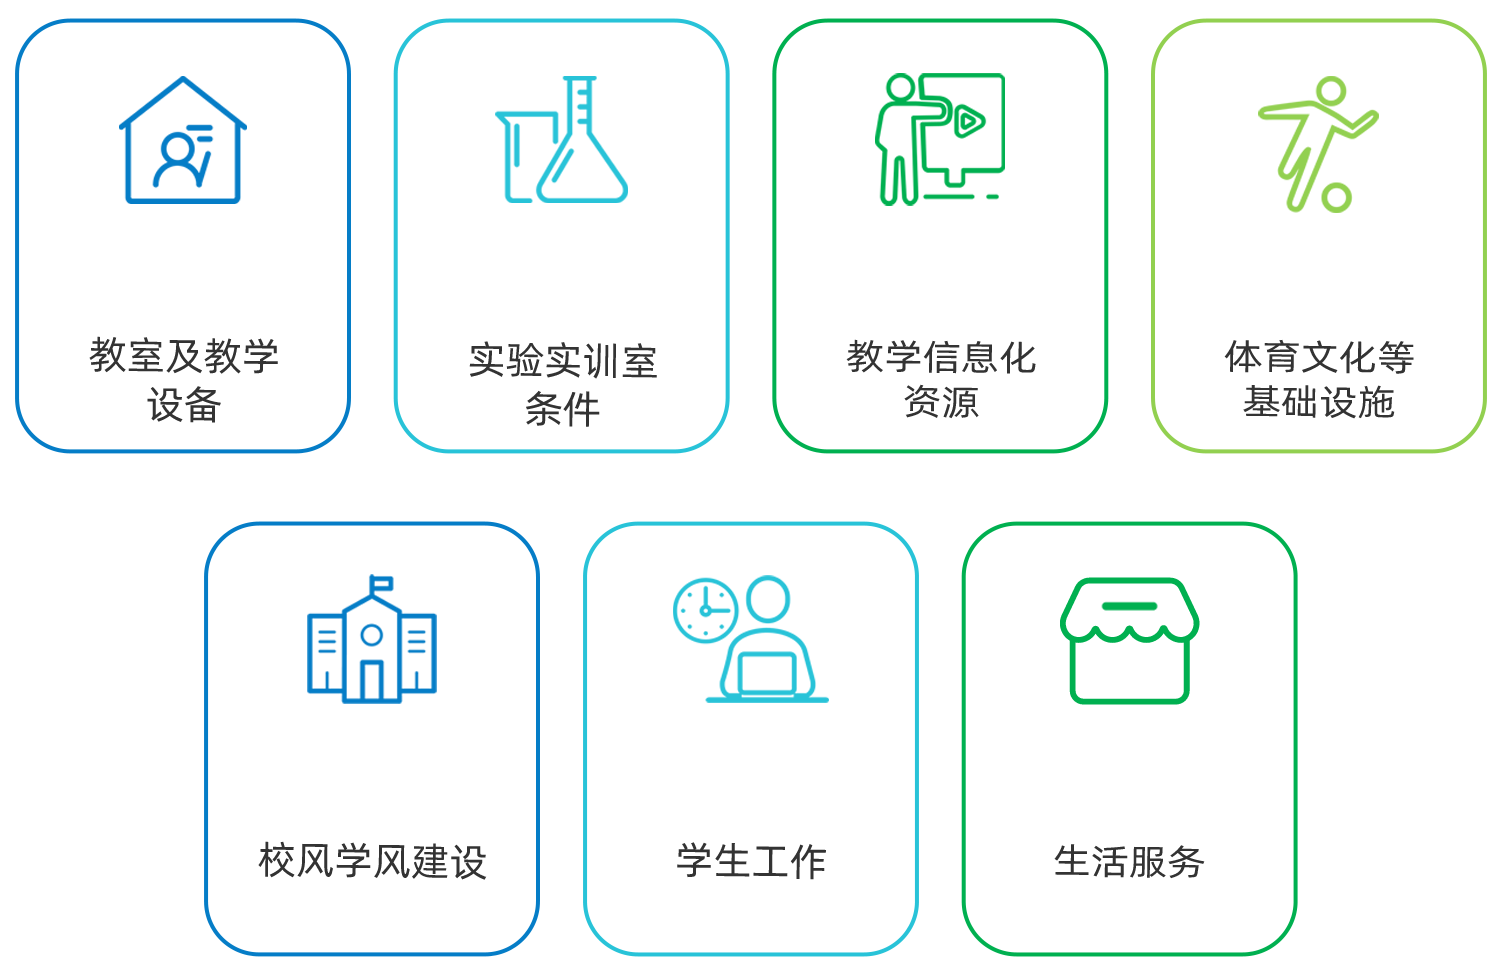 教室及教学
设备
实验实训室
条件
教学信息化
资源
体育文化等
基础设施
校风学风建设
学生工作
生活服务